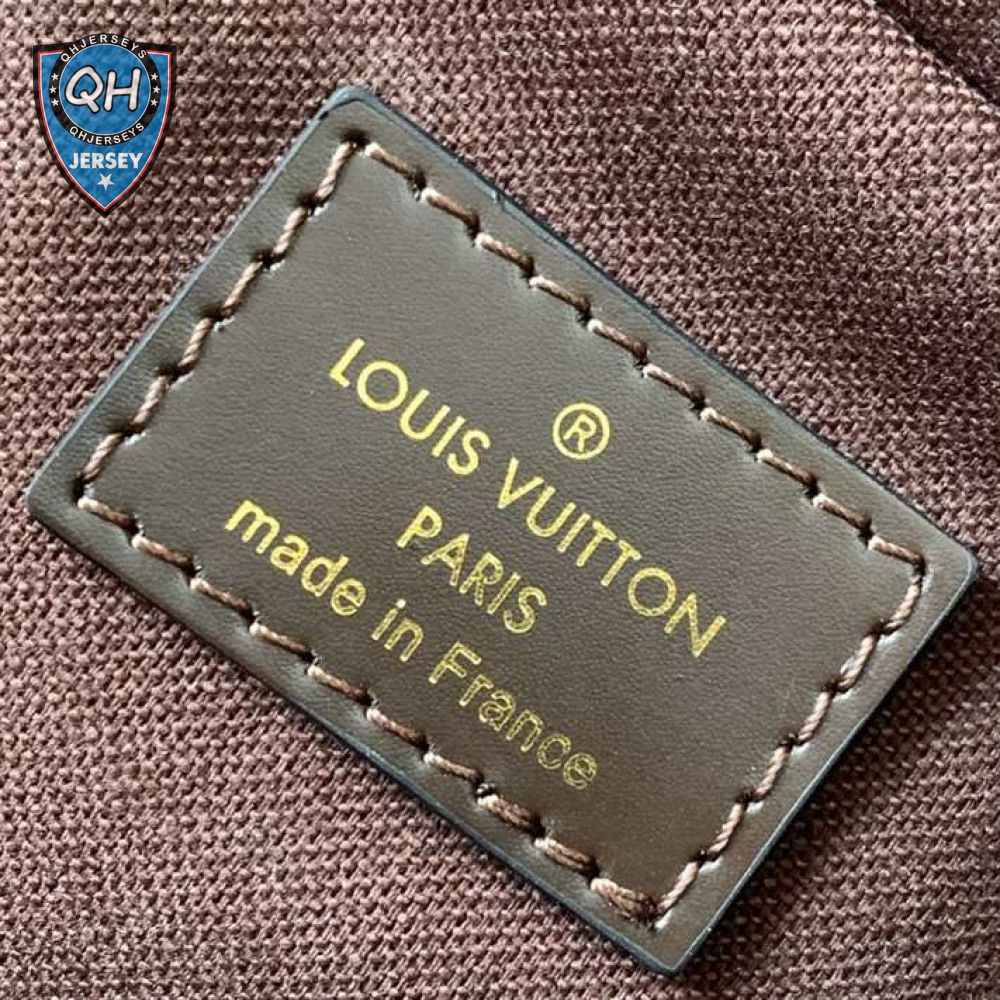 QHJERSEYS
QH
QHJERSEYS
JERSEY
®
LOUIS VUITTON
PARIS
made in France